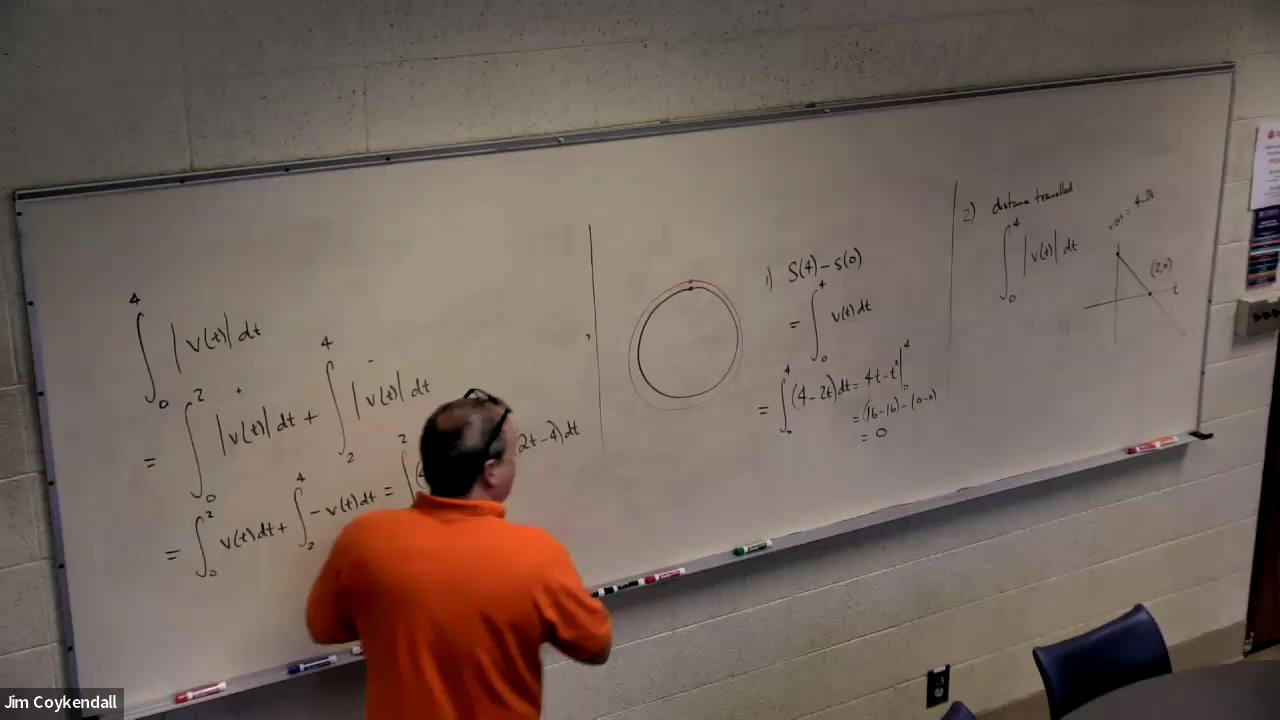 ∫₀⁴ |v(t)| dt
= ∫₀² |v(t)| dt + ∫₂⁴ |v(t)| dt
= ∫₀² v(t) dt + ∫₂⁴ -v(t) dt = ∫ 2t-4) dt
1) S(4) - s(0)
= ∫₀⁴ v(t) dt
= ∫₀⁴ (4-2t) dt = 4t - t² |₀⁴
= (16-16) - (0-0)
= 0
2) distance travelled
∫₀⁴ |v(t)| dt
v(t) = 4-2t
(2,0)
t
Jim Coykendall